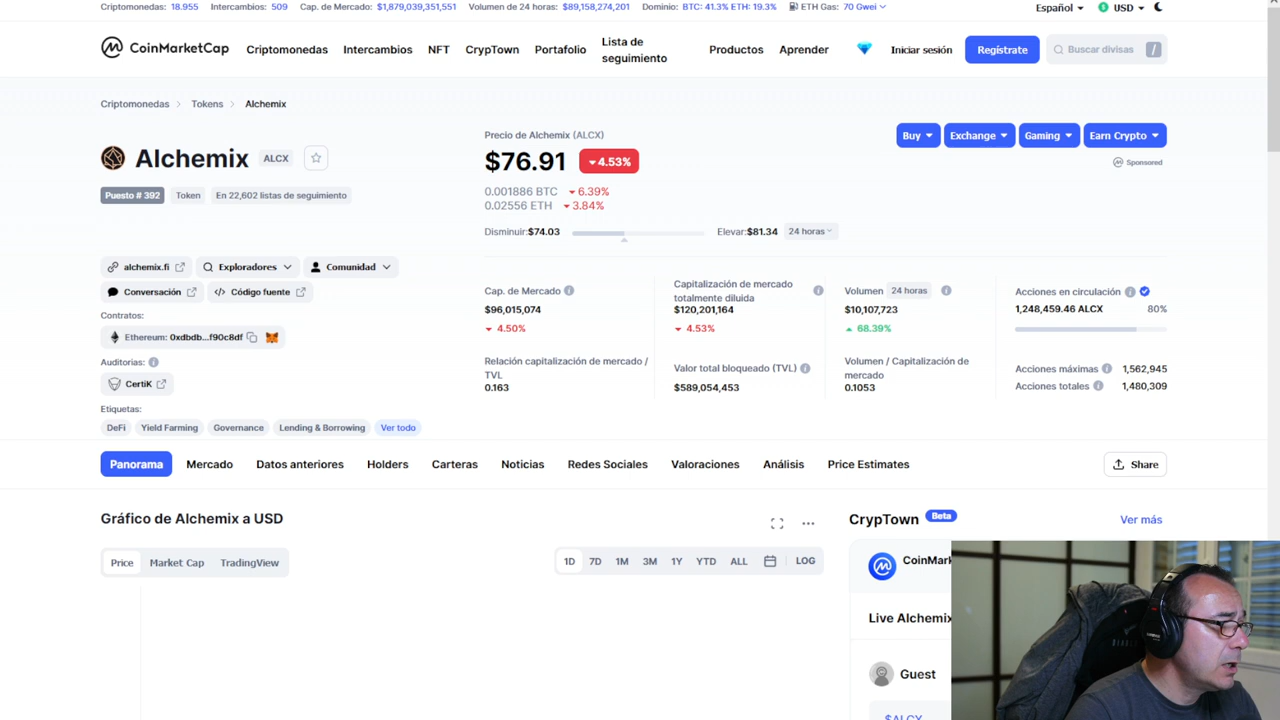 Criptomonedas: 18.955 Intercambios: 509 Cap. de Mercado: $1,879,039,351,551 Volumen de 24 horas: $89,158,274,201 Dominio: BTC: 41.3% ETH: 19.3% ETH Gas: 70 Gwei Español USD
CoinMarketCap Criptomonedas Intercambios NFT CrypTown Portafolio Lista de seguimiento Productos Aprender Iniciar sesión Regístrate Buscar divisas /
Criptomonedas Tokens Alchemix
Alchemix ALCX
Puesto # 392 Token En 22,602 listas de seguimiento
alchemix.fi Exploradores Comunidad
Conversación Código fuente
Contratos:
Ethereum: 0xdbdb...f90c8df
Auditorias:
CertiK
Etiquetas:
DeFi Yield Farming Governance Lending & Borrowing Ver todo
Precio de Alchemix (ALCX)
$76.91 4.53%
0.001886 BTC 6.39%
0.02556 ETH 3.84%
Disminuir:$74.03 Elevar:$81.34 24 horas
Buy Exchange Gaming Earn Crypto
Sponsored
Cap. de Mercado
$96,015,074
4.50%
Relación capitalización de mercado /
TVL
0.163
Capitalización de mercado
totalmente diluida
$120,201,164
4.53%
Valor total bloqueado (TVL)
$589,054,453
Volumen 24 horas
$10,107,723
68.39%
Volumen / Capitalización de
mercado
0.1053
Acciones en circulación
1,248,459.46 ALCX 80%
Acciones máximas 1,562,945
Acciones totales 1,480,309
Panorama Mercado Datos anteriores Holders Carteras Noticias Redes Sociales Valoraciones Análisis Price Estimates Share
Gráfico de Alchemix a USD
Price Market Cap TradingView 1D 7D 1M 3M 1Y YTD ALL LOG
CrypTown Beta Ver más
CoinMark
Live Alchemix
Guest
$ALCX